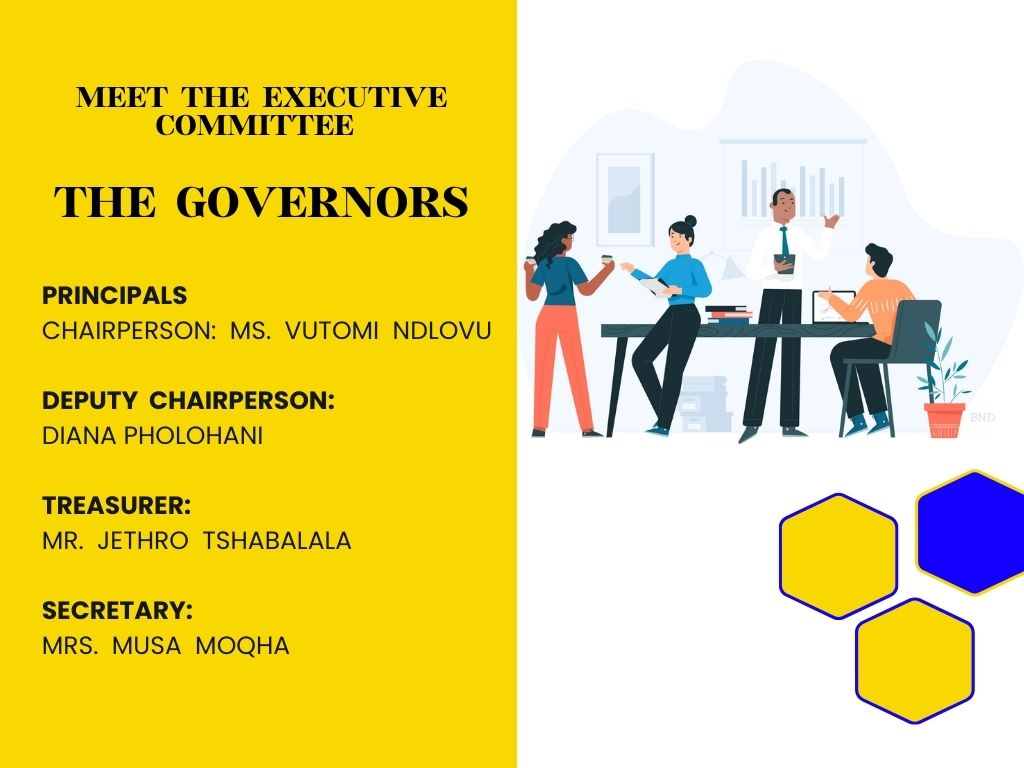 MEET THE EXECUTIVE
COMMITTEE
THE GOVERNORS
PRINCIPALS
CHAIRPERSON: MS. VUTOMI NDLOVU
DEPUTY CHAIRPERSON:
DIANA PHOLOHANI
TREASURER:
MR. JETHRO TSHABALALA
SECRETARY:
MRS. MUSA MOQHA
BND.